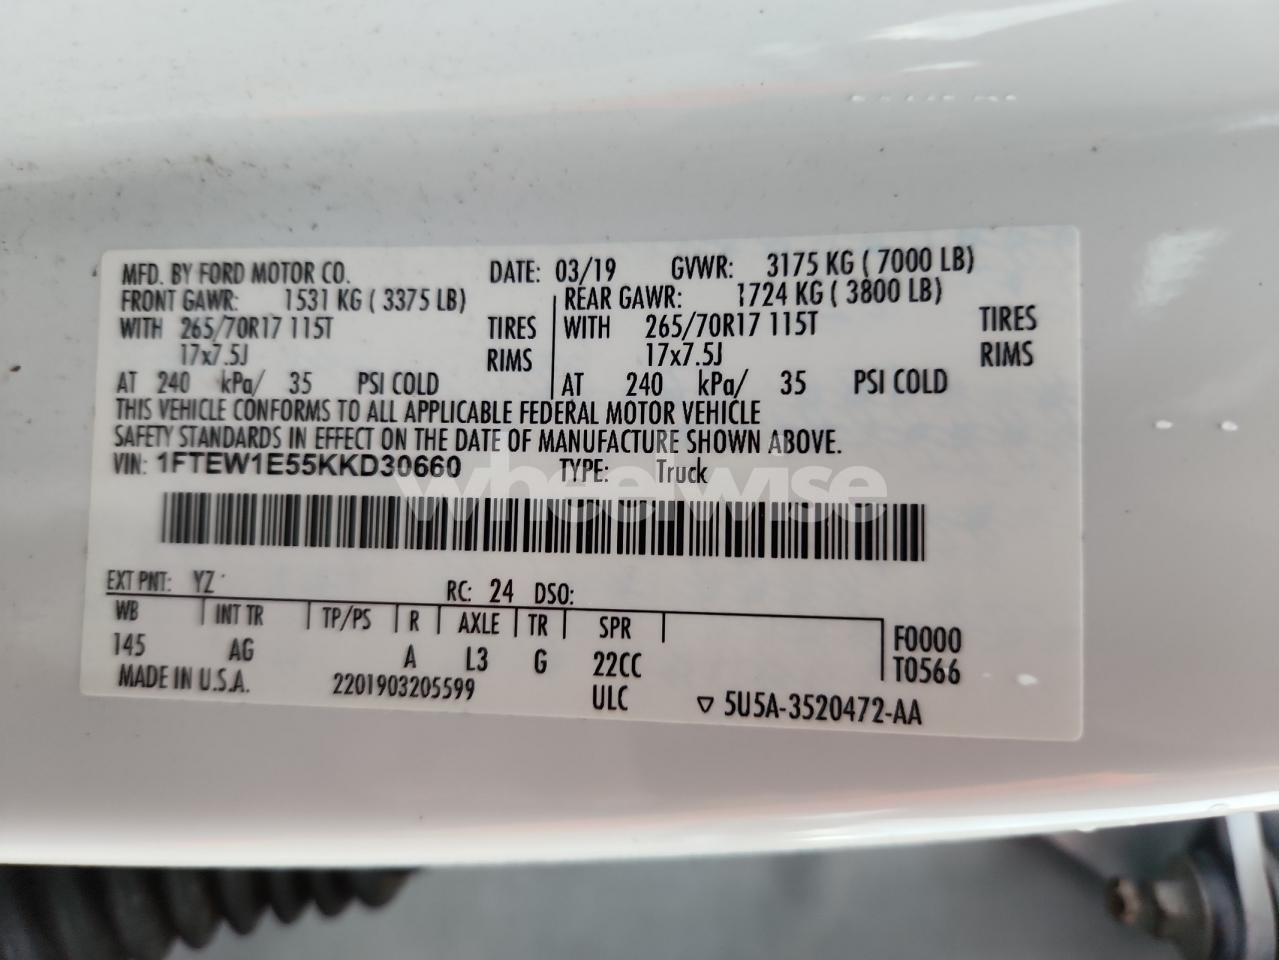 MFD. BY FORD MOTOR CO. DATE: 03/19 GVWR: 3175 KG ( 7000 LB)
FRONT GAWR: 1531 KG ( 3375 LB) REAR GAWR: 1724 KG ( 3800 LB)
WITH 265/70R17 115T TIRES WITH 265/70R17 115T TIRES
17x7.5J RIMS 17x7.5J RIMS
AT 240 kPa/ 35 PSI COLD AT 240 kPa/ 35 PSI COLD
THIS VEHICLE CONFORMS TO ALL APPLICABLE FEDERAL MOTOR VEHICLE
SAFETY STANDARDS IN EFFECT ON THE DATE OF MANUFACTURE SHOWN ABOVE.
VIN: 1FTEW1E55KKD30660 TYPE: Truck
wheelwise
EXT PNT: YZ RC: 24 DSO:
WB INT TR TP/PS R AXLE TR SPR F0000
145 AG A L3 G 22CC T0566
MADE IN U.S.A. 2201903205599 ULC ▽ 5U5A-3520472-AA